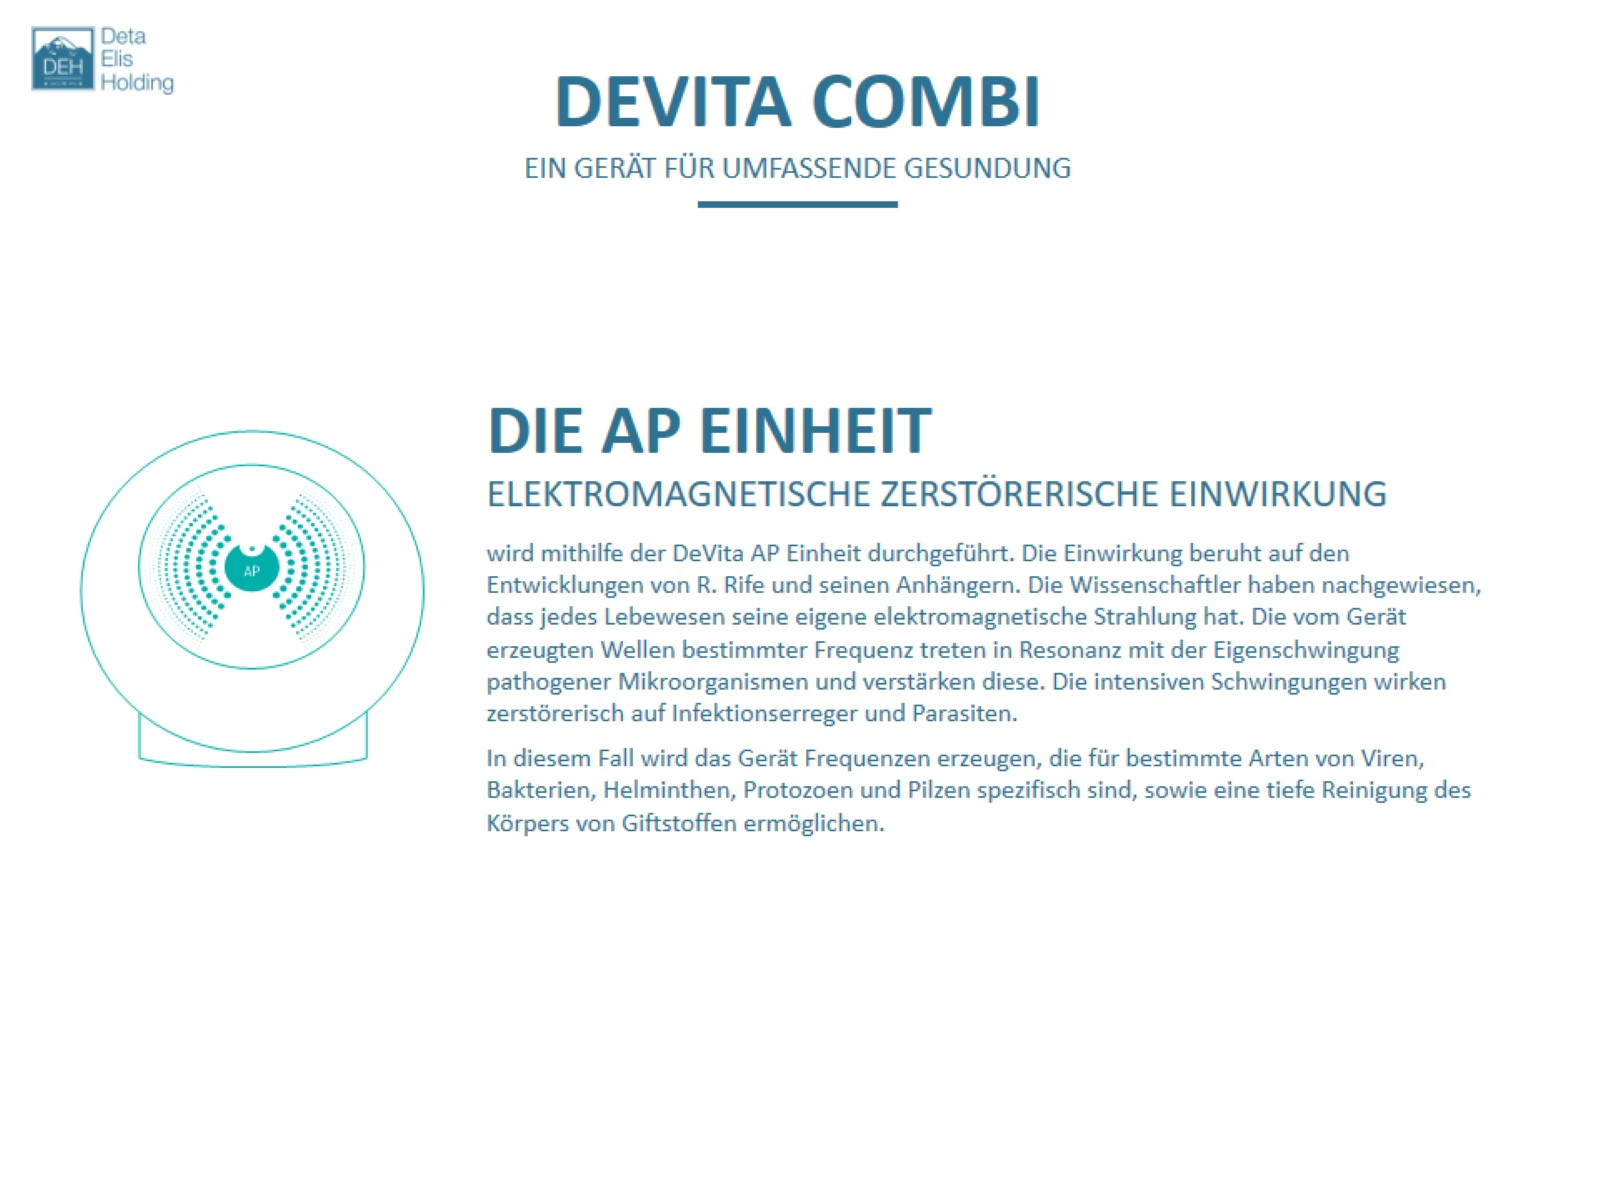 Deta
Elis
Holding
DEH
DEVITA COMBI
EIN GERÄT FÜR UMFASSENDE GESUNDUNG
DIE AP EINHEIT
ELEKTROMAGNETISCHE ZERSTÖRERISCHE EINWIRKUNG
wird mithilfe der DeVita AP Einheit durchgeführt. Die Einwirkung beruht auf den
Entwicklungen von R. Rife und seinen Anhängern. Die Wissenschaftler haben nachgewiesen,
dass jedes Lebewesen seine eigene elektromagnetische Strahlung hat. Die vom Gerät
erzeugten Wellen bestimmter Frequenz treten in Resonanz mit der Eigenschwingung
pathogener Mikroorganismen und verstärken diese. Die intensiven Schwingungen wirken
zerstörerisch auf Infektionserreger und Parasiten.
In diesem Fall wird das Gerät Frequenzen erzeugen, die für bestimmte Arten von Viren,
Bakterien, Helminthen, Protozoen und Pilzen spezifisch sind, sowie eine tiefe Reinigung des
Körpers von Giftstoffen ermöglichen.
AP